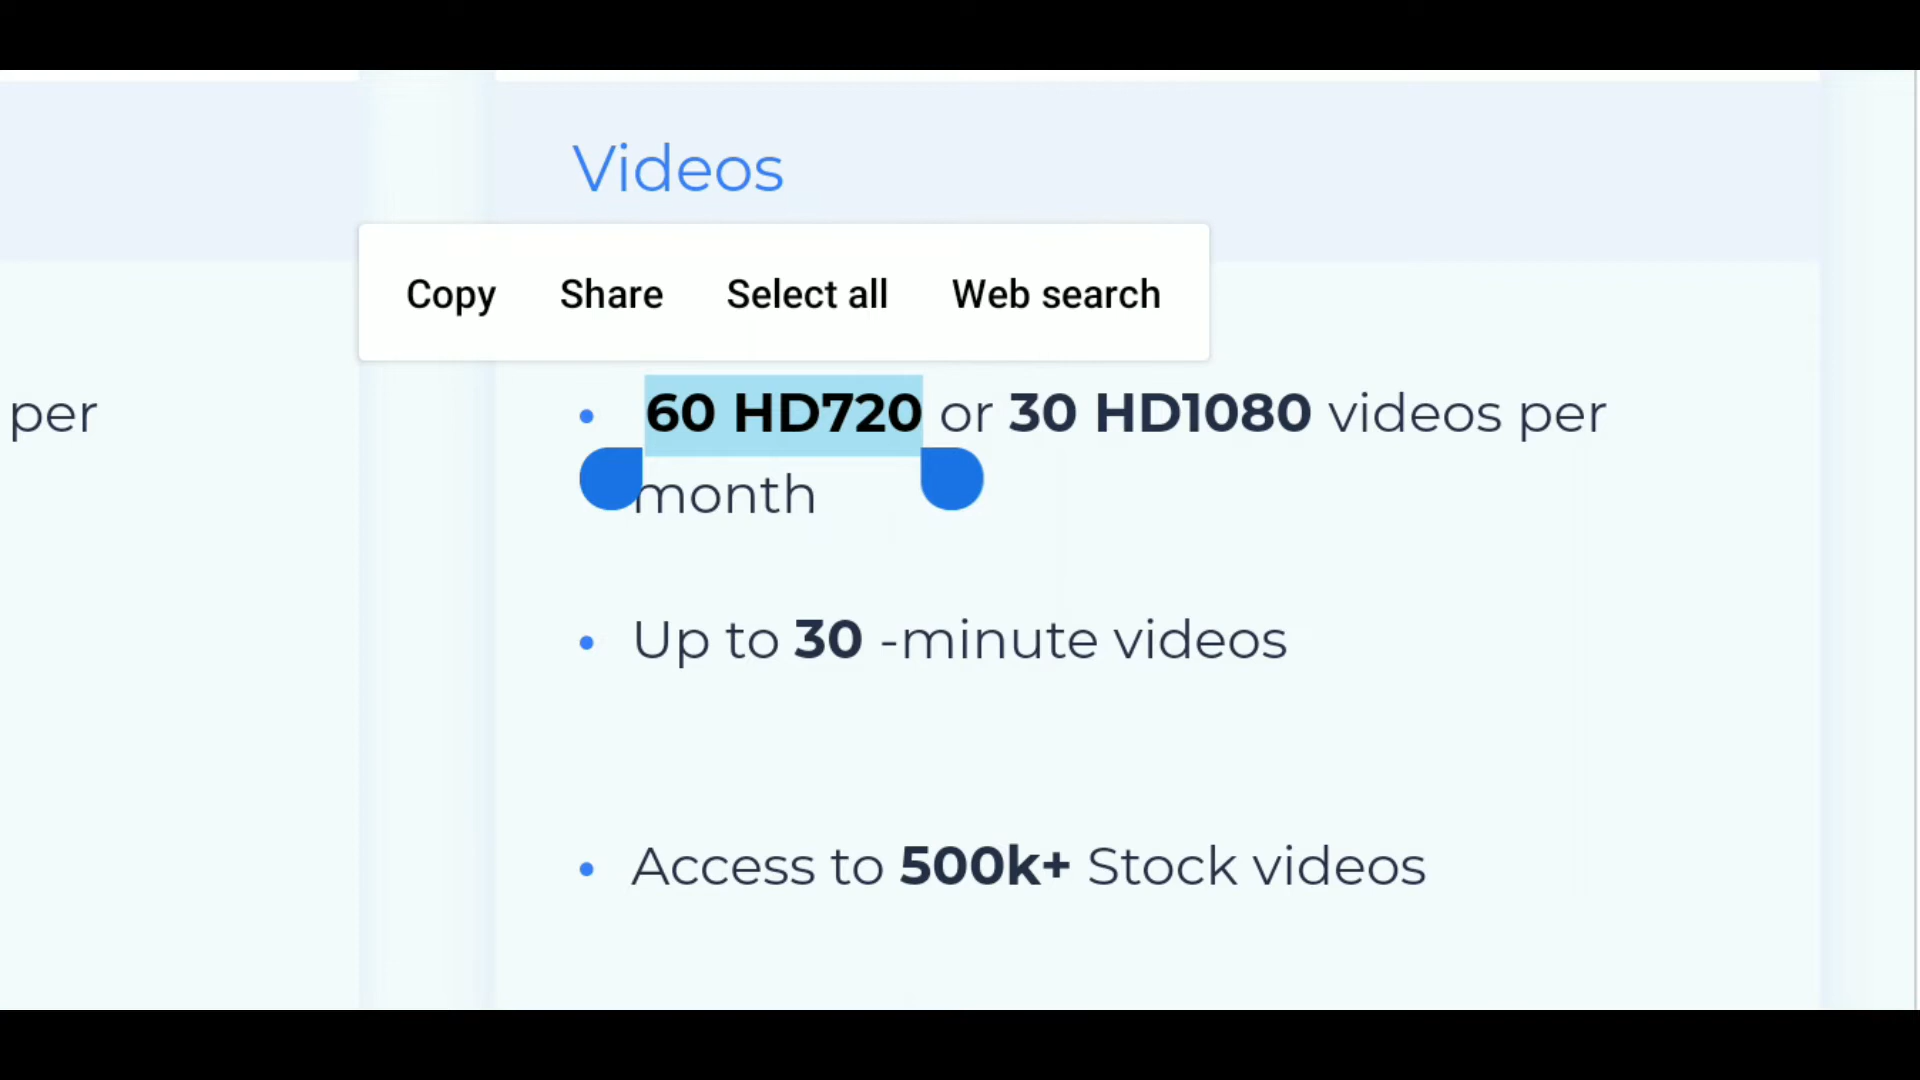 Videos
Copy Share Select all Web search
per
• 60 HD720 or 30 HD1080 videos per
month
• Up to 30 -minute videos
• Access to 500k+ Stock videos